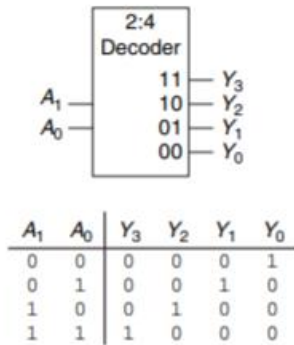 2:4
Decoder
11 Y3
A1 10 Y2
A0 01 Y1
00 Y0
A1 A0 Y3 Y2 Y1 Y0
0 0 0 0 0 1
0 1 0 0 1 0
1 0 0 1 0 0
1 1 1 0 0 0